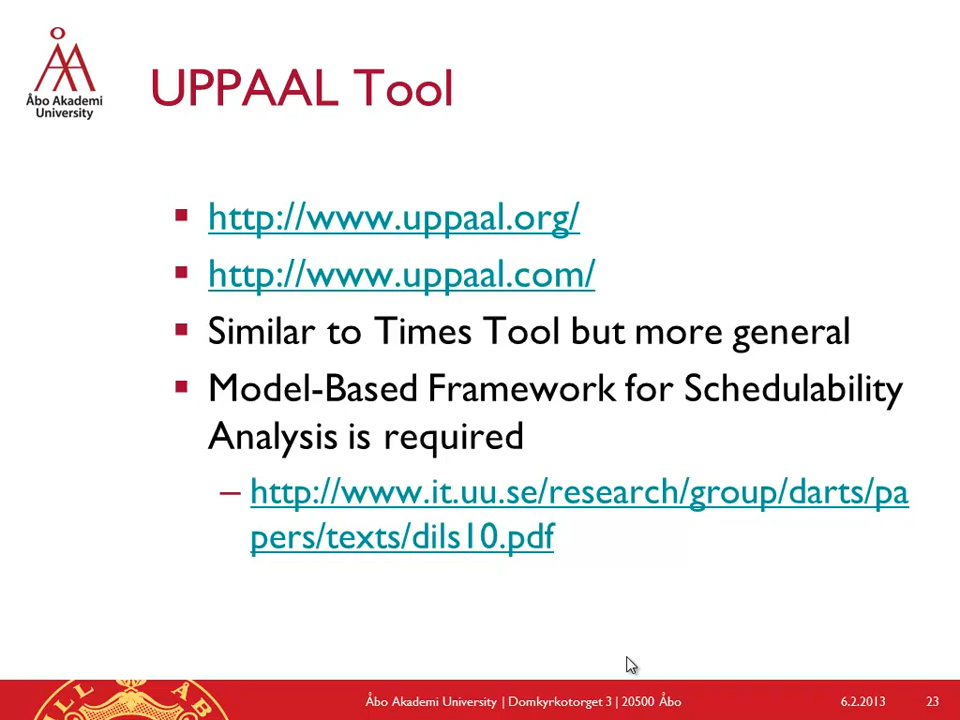 Åbo Akademi
University
UPPAAL Tool
http://www.uppaal.org/
http://www.uppaal.com/
Similar to Times Tool but more general
Model-Based Framework for Schedulability
Analysis is required
– http://www.it.uu.se/research/group/darts/pa
pers/texts/dils10.pdf
Åbo Akademi University | Domkyrkotorget 3 | 20500 Åbo 6.2.2013 23